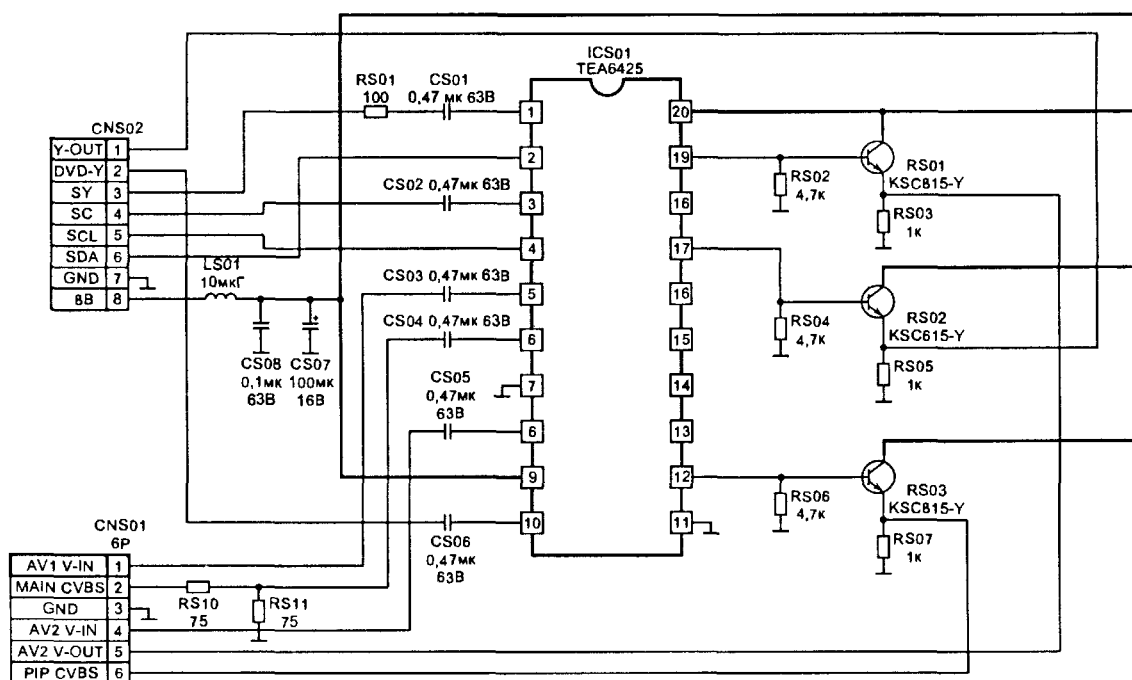 ICS01
TEA6425
RS01
100
CS01
0,47 мк 63В
1
20
CNS02
Y-OUT 1
DVD-Y 2
SY 3
SC 4
SCL 5
SDA 6
GND 7
8В 8
2
19
RS02
4,7к
RS01
KSC815-Y
CS02 0,47мк 63В
3
16
RS03
1к
4
17
LS01
10мкГ
CS03 0,47мк 63В
5
16
RS02
KSC615-Y
CS04 0,47мк 63В
6
15
RS04
4,7к
CS08
0,1мк
63В
CS07
100мк
16В
+
CS05
0,47мк
63В
7
14
RS05
1к
6
13
9
12
RS06
4,7к
RS03
KSC815-Y
10
11
CS06
0,47мк
63В
RS07
1к
CNS01
6P
AV1 V-IN 1
MAIN CVBS 2
GND 3
AV2 V-IN 4
AV2 V-OUT 5
PIP CVBS 6
RS10
75
RS11
75